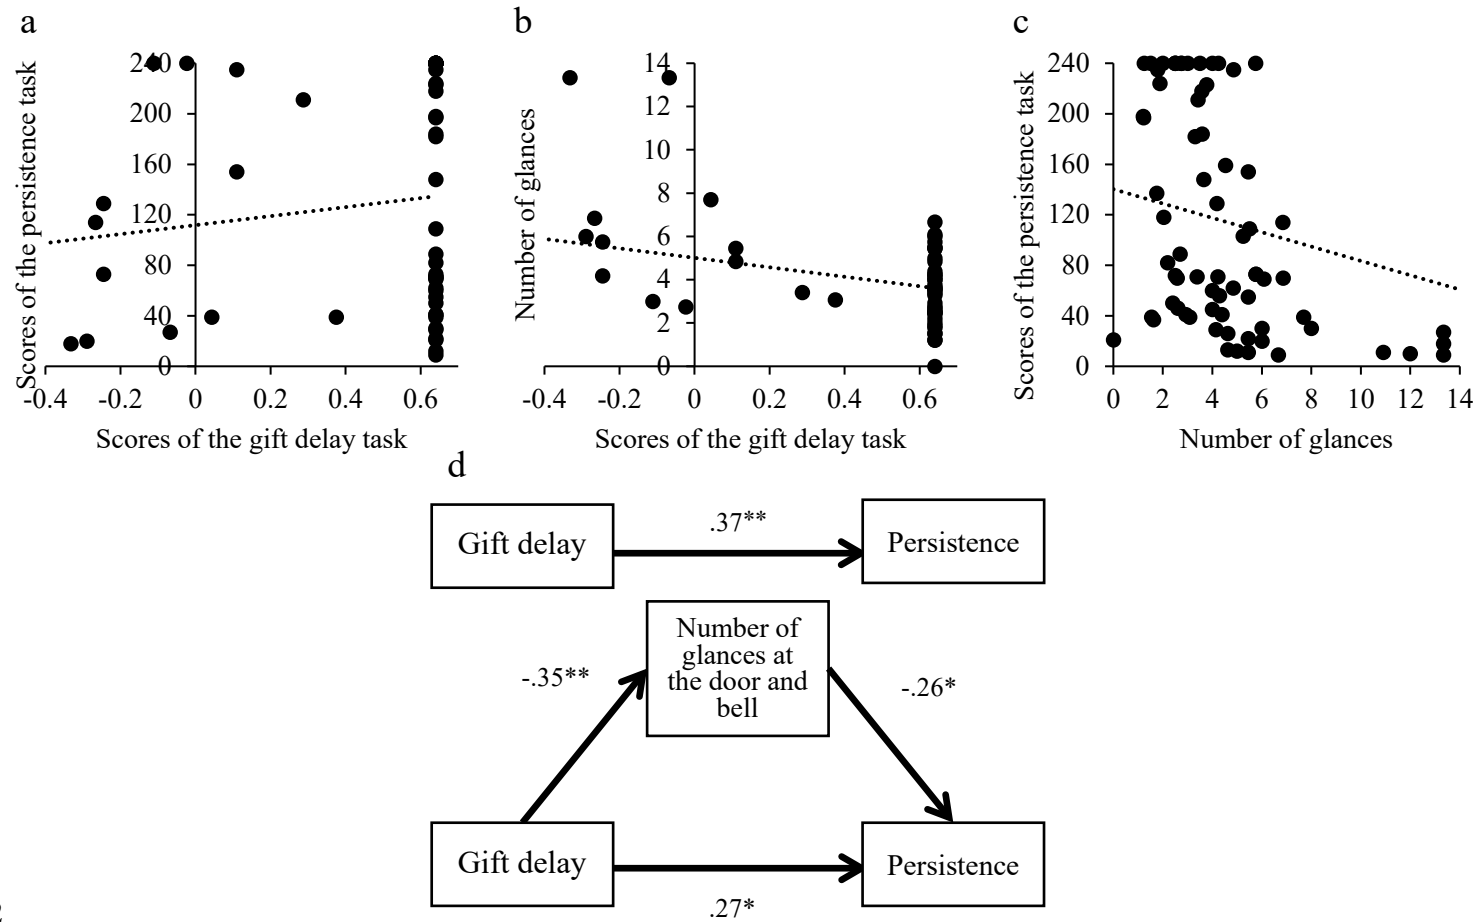 a
b
c
Scores of the persistence task
240
200
160
120
80
40
0
-0.4
-0.2
0
0.2
0.4
0.6
Scores of the gift delay task
Number of glances
14
12
10
8
6
4
2
0
-0.4
-0.2
0
0.2
0.4
0.6
Scores of the gift delay task
Scores of the persistence task
240
200
160
120
80
40
0
0
2
4
6
8
10
12
14
Number of glances
d
Gift delay
.37**
Persistence
Number of
glances at
the door and
bell
-.35**
-.26*
Gift delay
Persistence
.27*